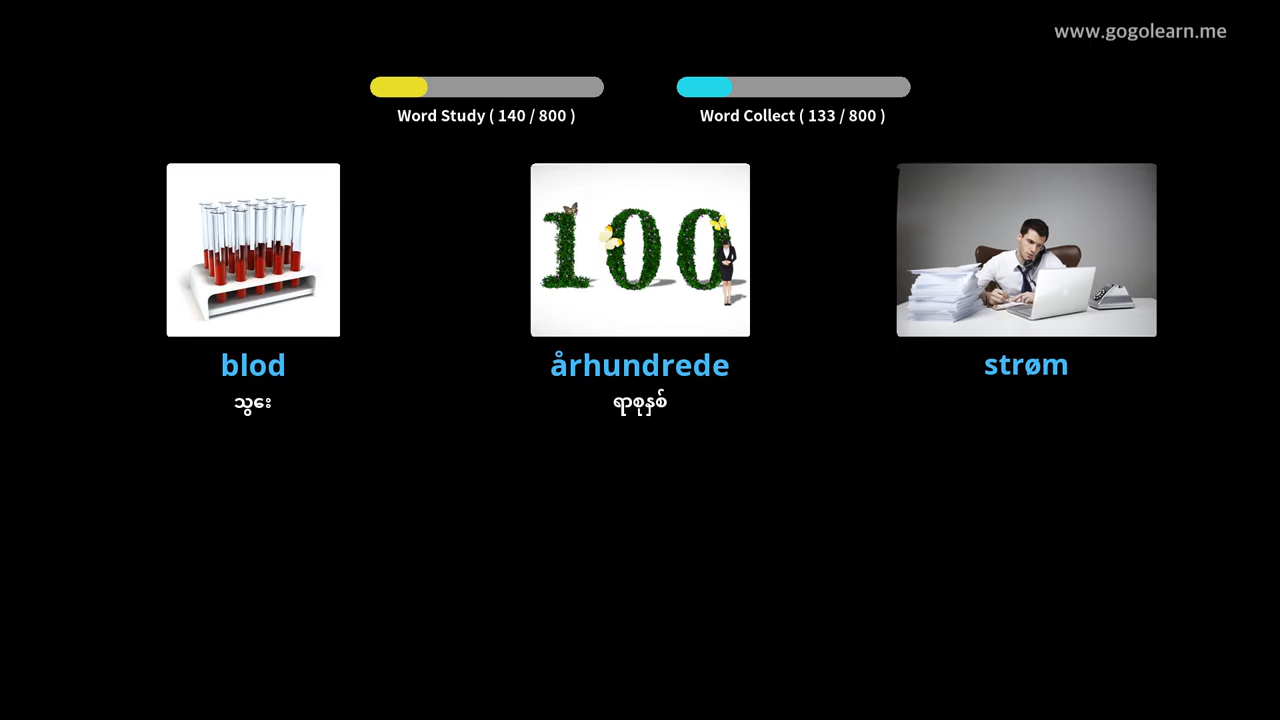 www.gogolearn.me
Word Study ( 140 / 800 )
Word Collect ( 133 / 800 )
100
blod
århundrede
strøm
သွေး
ရာစုနှစ်